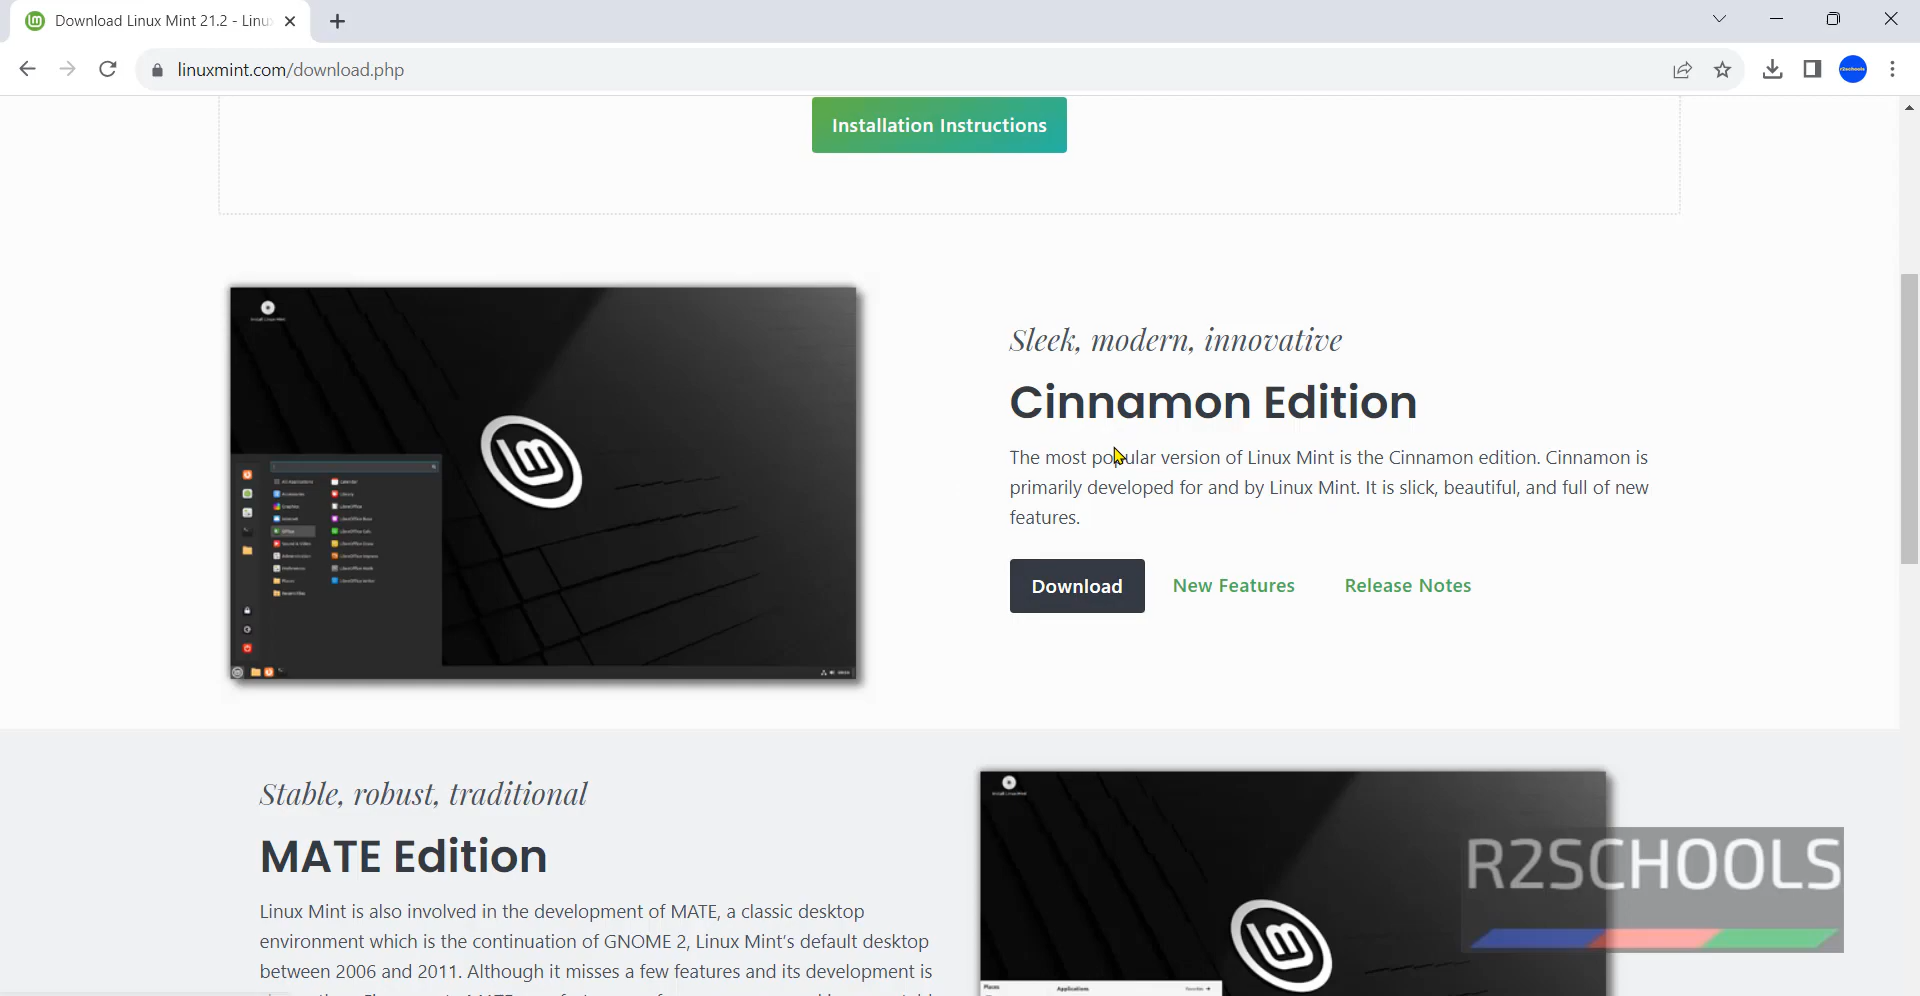 Download Linux Mint 21.2 - Linu
linuxmint.com/download.php
r2schools
Installation Instructions
Sleek, modern, innovative
Cinnamon Edition
The most popular version of Linux Mint is the Cinnamon edition. Cinnamon is
primarily developed for and by Linux Mint. It is slick, beautiful, and full of new
features.
Download New Features Release Notes
Stable, robust, traditional
MATE Edition
Linux Mint is also involved in the development of MATE, a classic desktop
environment which is the continuation of GNOME 2, Linux Mint's default desktop
between 2006 and 2011. Although it misses a few features and its development is
Places Applications
R2SCHOOLS